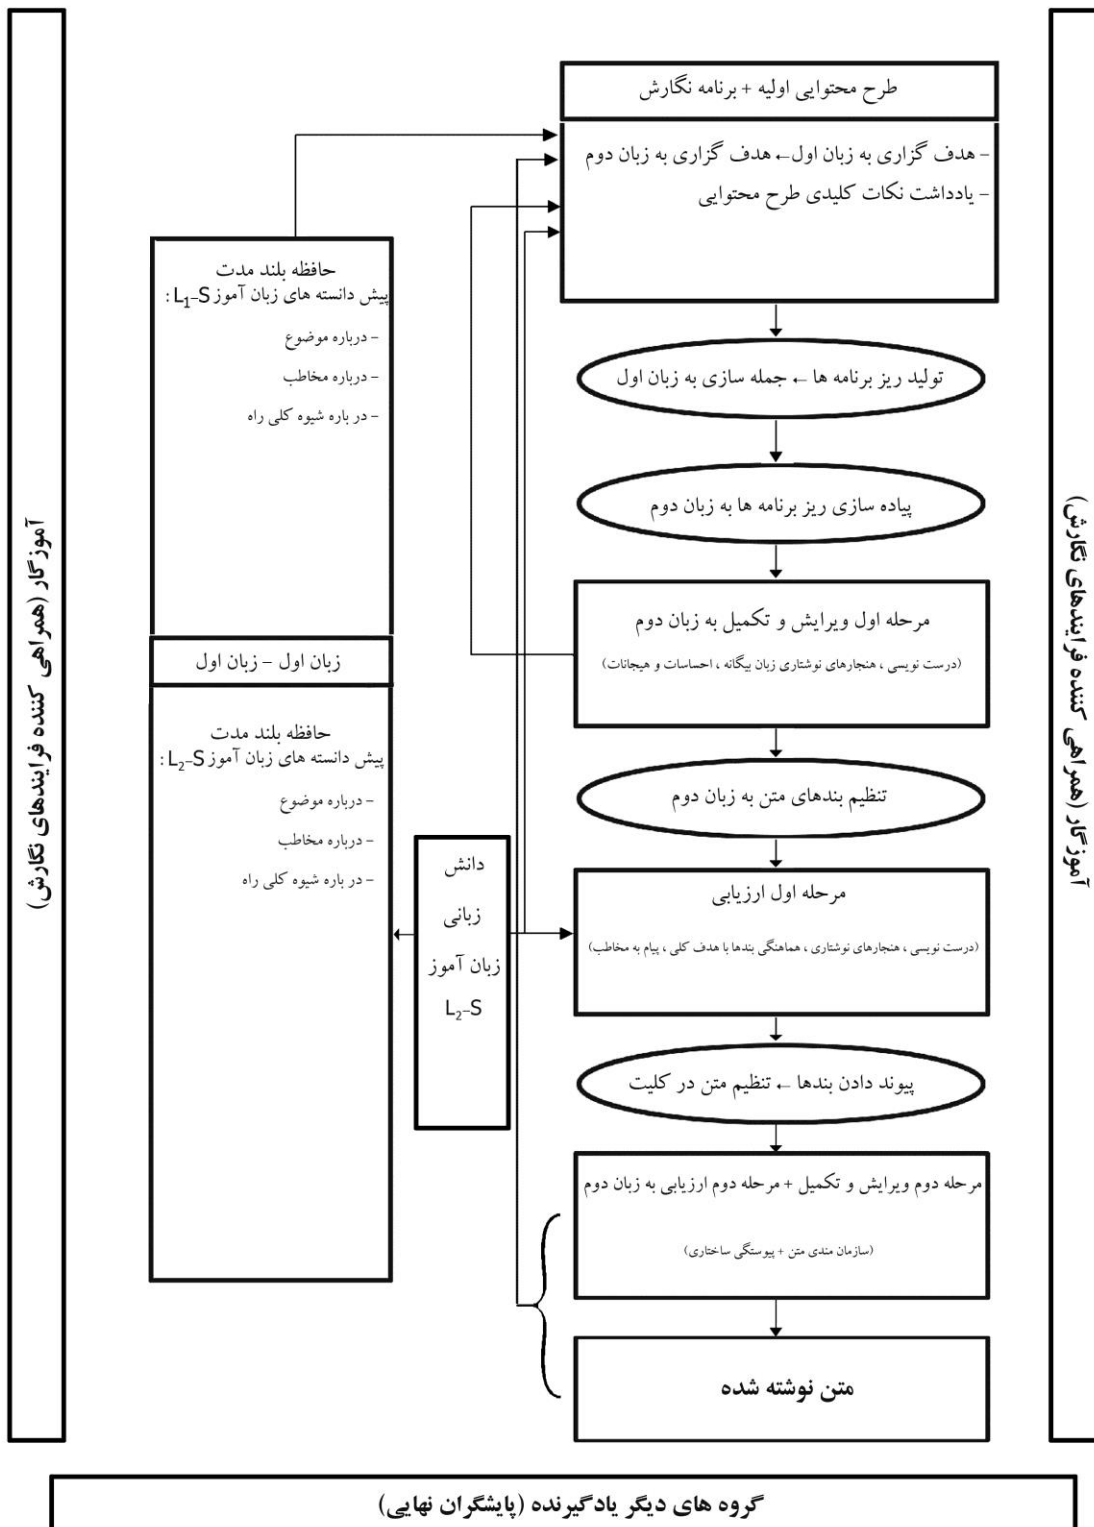 طرح محتوایی اولیه + برنامه نگارش
- هدف گزاری به زبان اول← هدف گزاری به زبان دوم
- یادداشت نکات کلیدی طرح محتوایی
تولید ریز برنامه ها ← جمله سازی به زبان اول
پیاده سازی ریز برنامه ها به زبان دوم
مرحله اول ویرایش و تکمیل به زبان دوم
(درست نویسی ، هنجارهای نوشتاری زبان بیگانه ، احساسات و هیجانات)
تنظیم بندهای متن به زبان دوم
مرحله اول ارزیابی
(درست نویسی ، هنجارهای نوشتاری ، هماهنگی بندها با هدف کلی ، پیام به مخاطب)
پیوند دادن بندها ← تنظیم متن در کلیت
مرحله دوم ویرایش و تکمیل + مرحله دوم ارزیابی به زبان دوم
(سازمان مندی متن + پیوستگی ساختاری)
متن نوشته شده
حافظه بلند مدت
پیش دانسته های زبان آموز L1-S :
- درباره موضوع
- درباره مخاطب
- در باره شیوه کلی راه
زبان اول - زبان اول
حافظه بلند مدت
پیش دانسته های زبان آموز L2-S :
- درباره موضوع
- درباره مخاطب
- در باره شیوه کلی راه
دانش
زبانی
زبان آموز
L2-S
آموزگار (همراهی کننده فرایندهای نگارش)
آموزگار (همراهی کننده فرایندهای نگارش)
گروه های دیگر یادگیرنده (پایشگران نهایی)